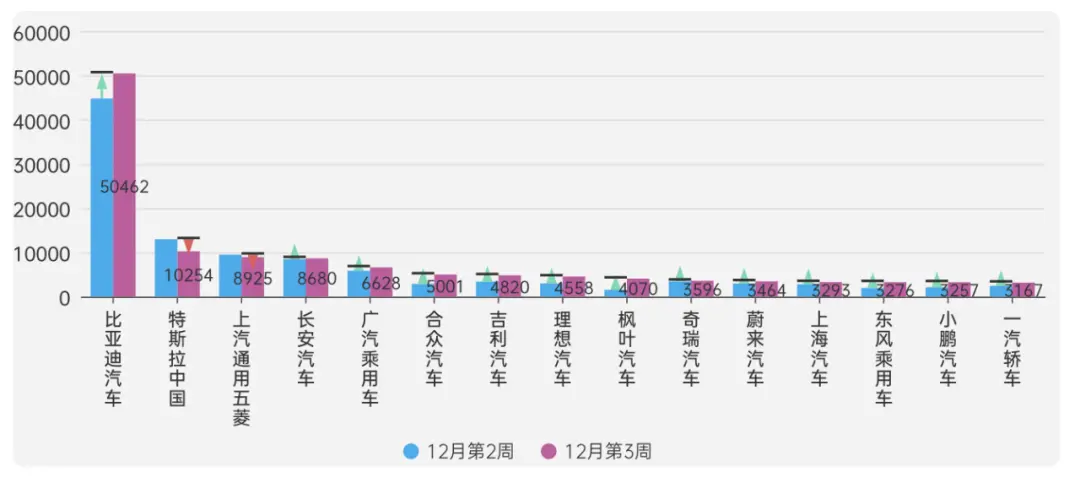 60000
50000
40000
30000
20000
10000
0
50462
10254
8925
8680
6628
5001
4820
4558
4070
3596
3464
3293
3276
3257
3167
比亚迪汽车
特斯拉中国
上汽通用五菱
长安汽车
广汽乘用车
合众汽车
吉利汽车
理想汽车
枫叶汽车
奇瑞汽车
蔚来汽车
上海汽车
东风乘用车
小鹏汽车
一汽轿车
12月第2周
12月第3周